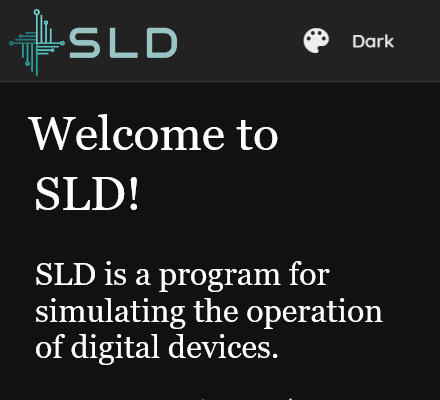 SLD
Dark
Welcome to
SLD!
SLD is a program for
simulating the operation
of digital devices.